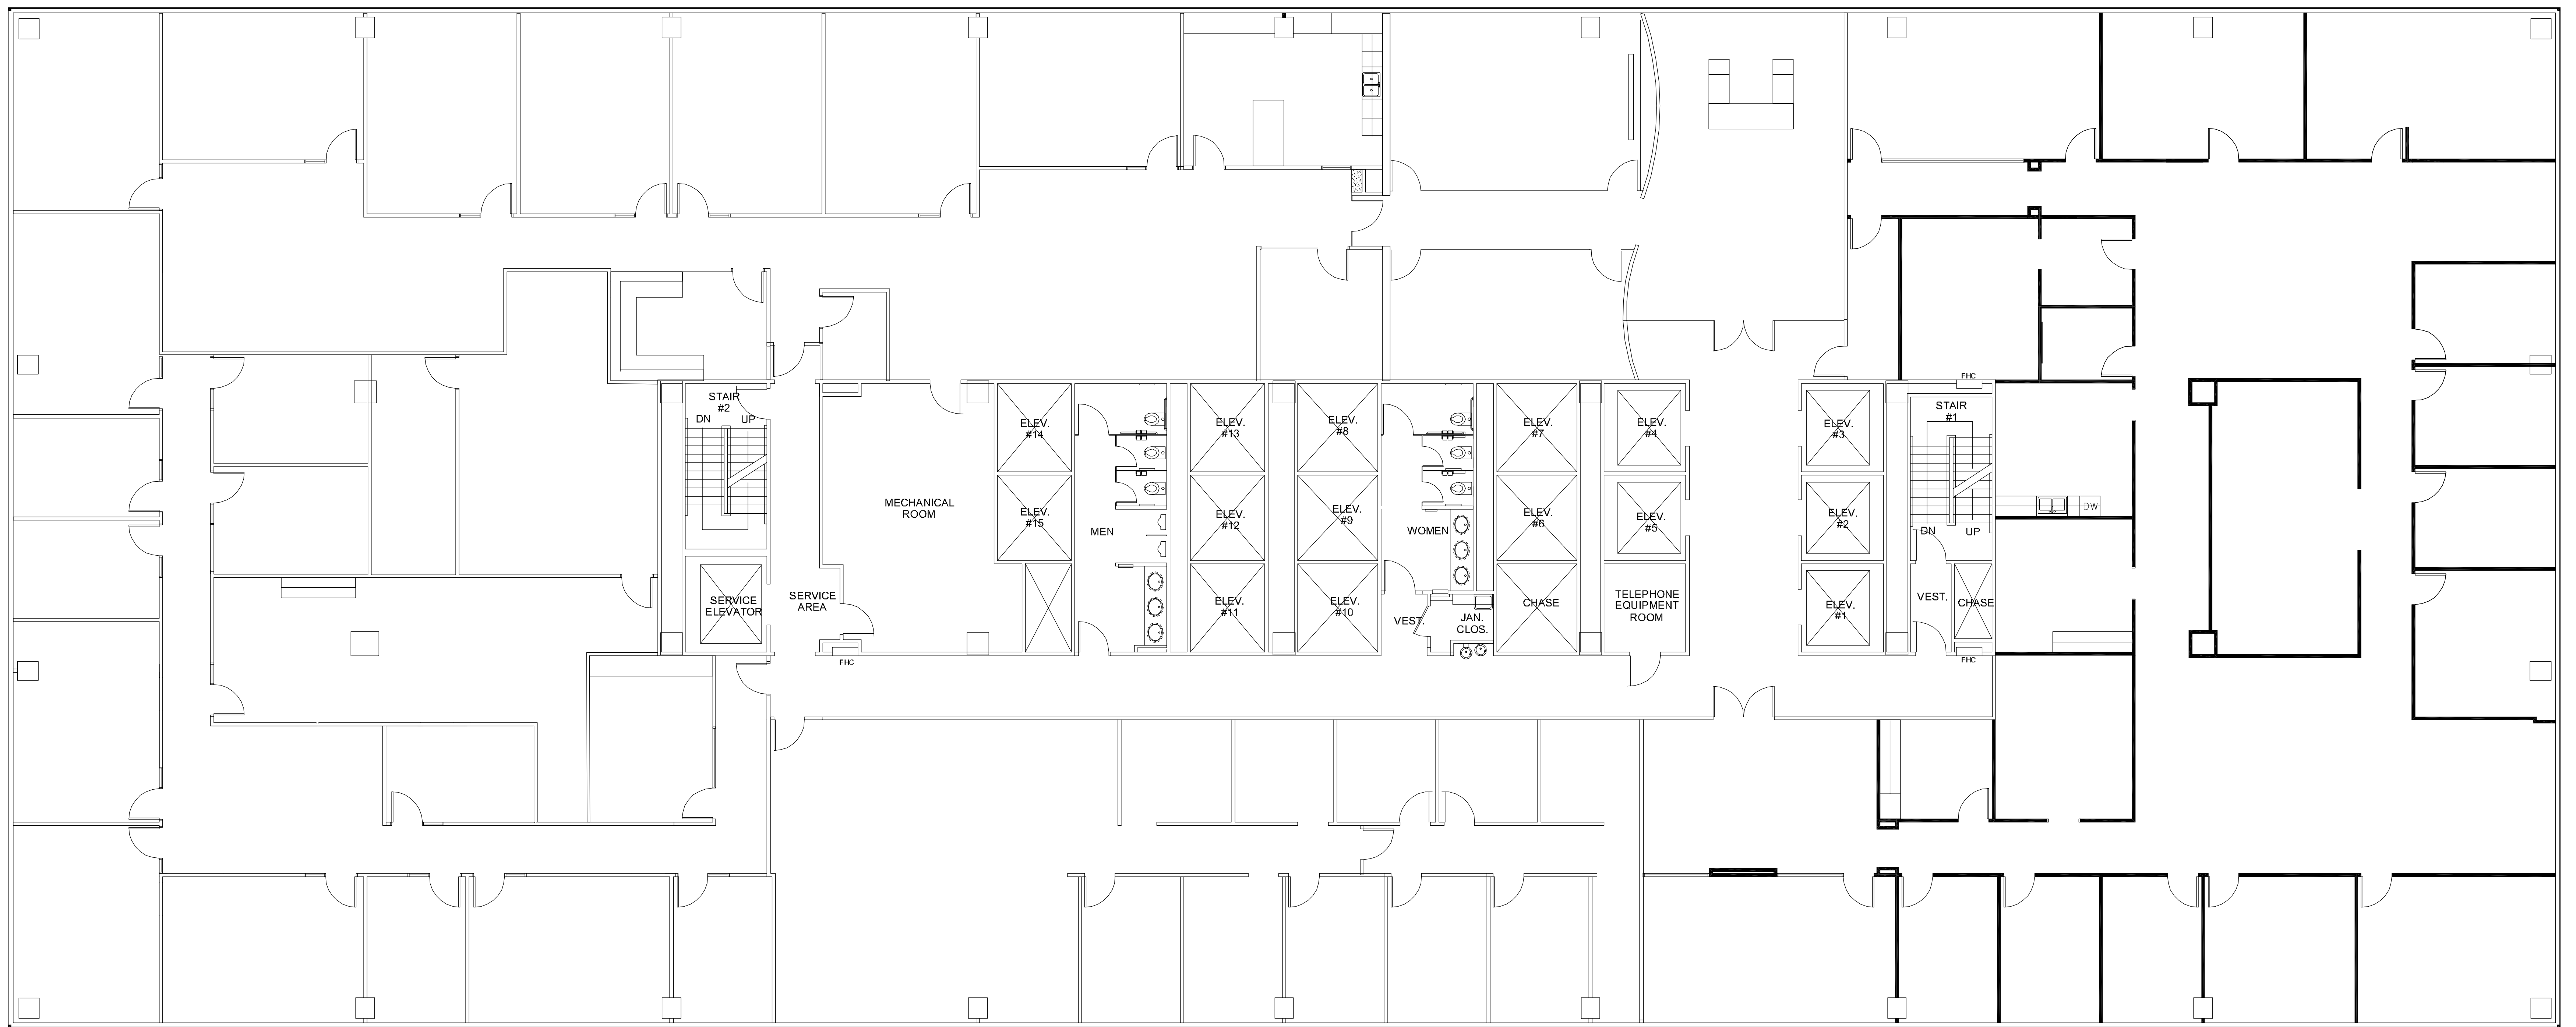 FHC
STAIR
#2
DN
UP
STAIR
#1
ELEV.
#14
ELEV.
#13
ELEV.
#8
ELEV.
#7
ELEV.
#4
ELEV.
#3
MECHANICAL
ROOM
ELEV.
#15
MEN
ELEV.
#12
ELEV.
#9
WOMEN
ELEV.
#6
ELEV.
#5
ELEV.
#2
DW
DN
UP
SERVICE
ELEVATOR
SERVICE
AREA
ELEV.
#11
ELEV.
#10
VEST.
JAN.
CLOS.
CHASE
TELEPHONE
EQUIPMENT
ROOM
ELEV.
#1
VEST.
CHASE
FHC
FHC